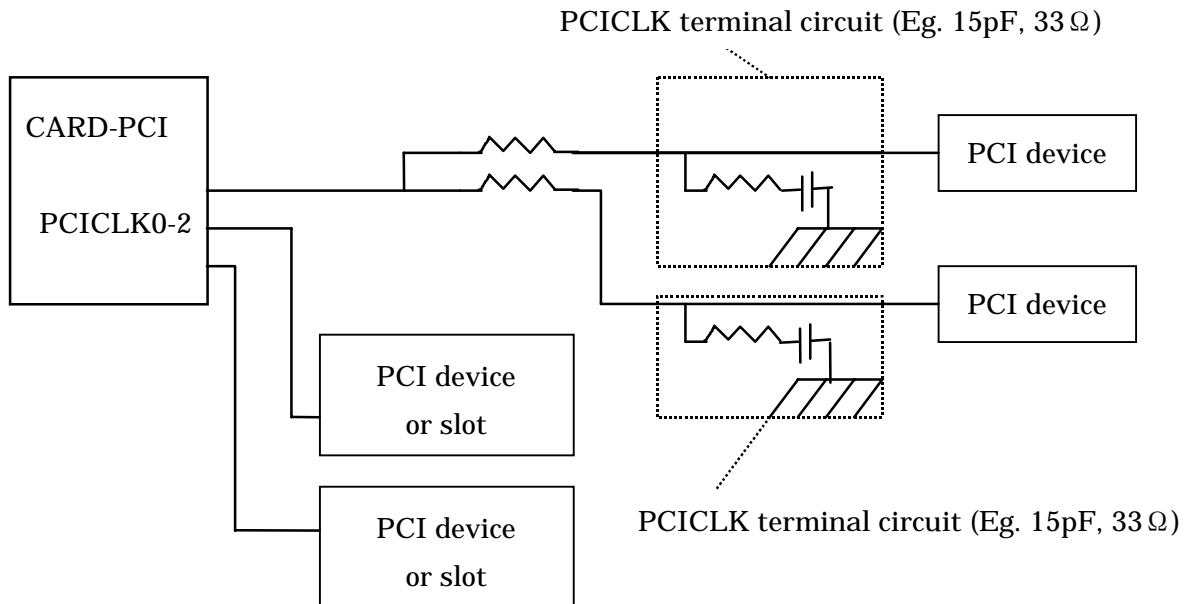 PCICLK terminal circuit (Eg. 15pF, 33Ω)
CARD-PCI
PCI device
PCICLK0-2
PCI device
PCI device
or slot
PCICLK terminal circuit (Eg. 15pF, 33Ω)
PCI device
or slot